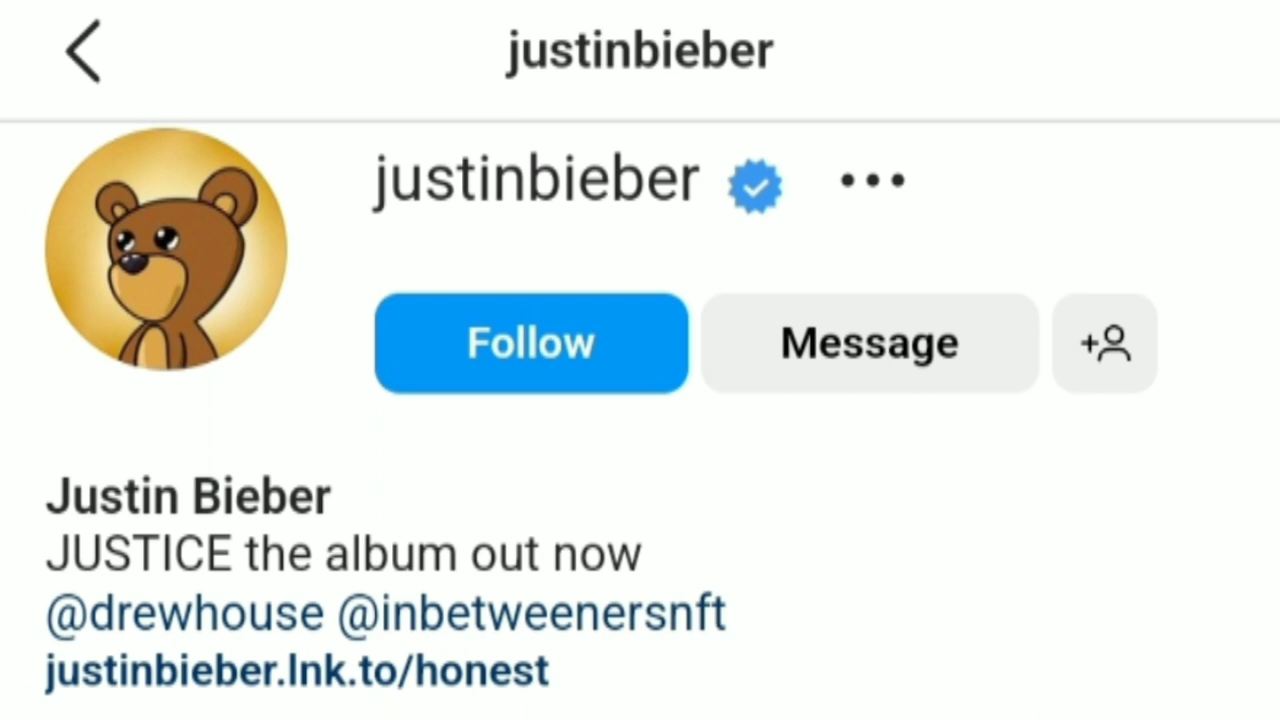 justinbieber
justinbieber
Follow Message
Justin Bieber
JUSTICE the album out now
@drewhouse @inbetweenersnft
justinbieber.lnk.to/honest